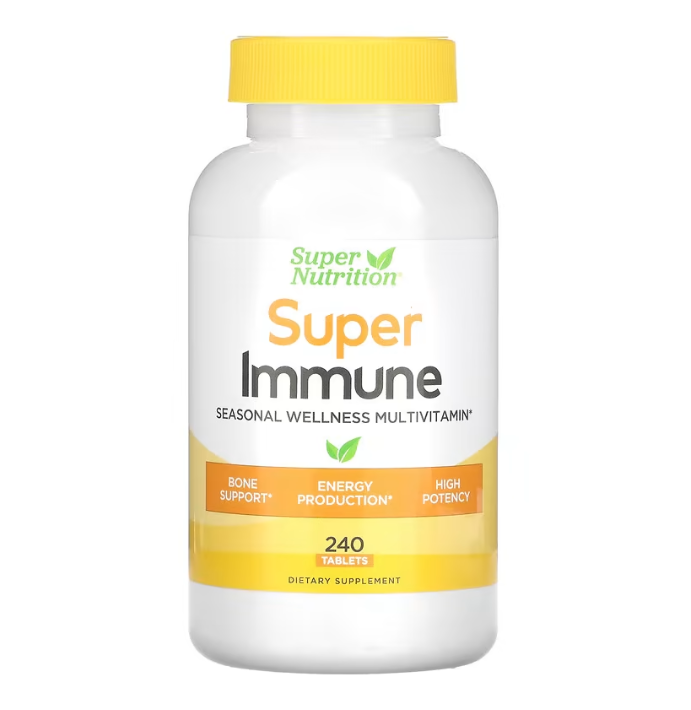 Super
Nutrition®
Super
Immune
SEASONAL WELLNESS MULTIVITAMIN*
BONE
SUPPORT*
ENERGY
PRODUCTION*
HIGH
POTENCY
240
TABLETS
DIETARY SUPPLEMENT